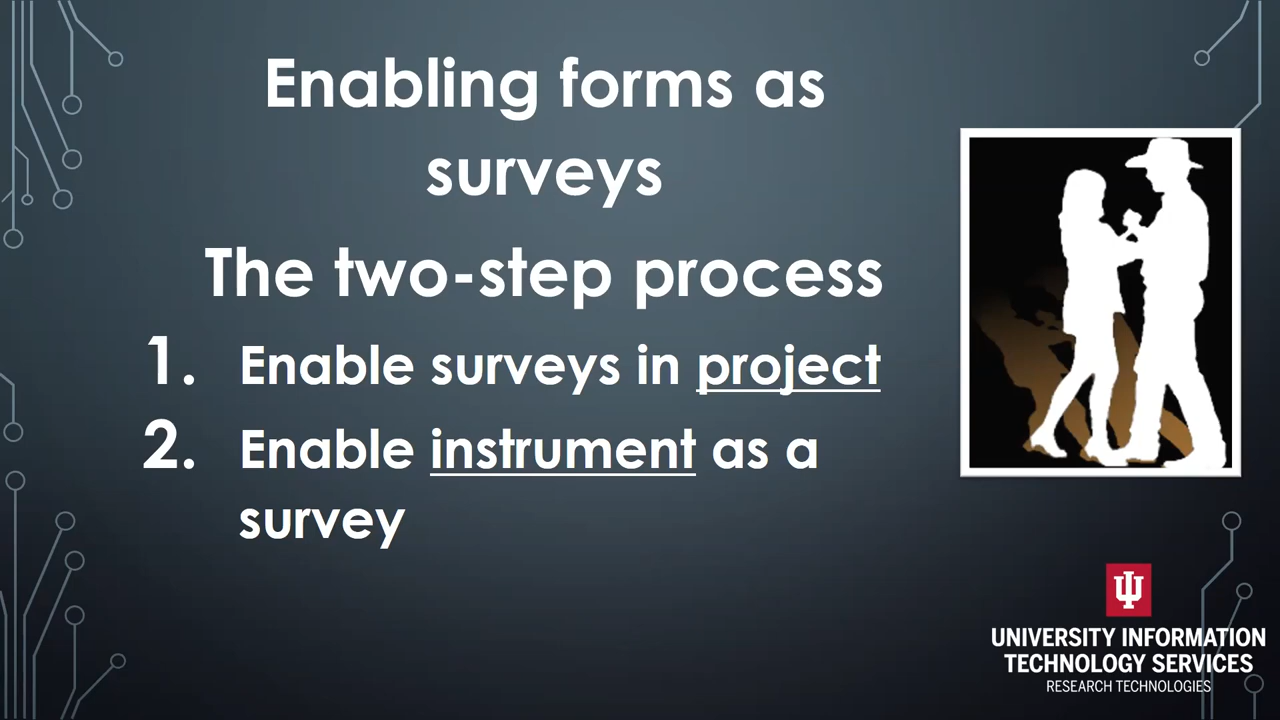 Enabling forms as
surveys
The two-step process
1. Enable surveys in project
2. Enable instrument as a
survey
UNIVERSITY INFORMATION
TECHNOLOGY SERVICES
RESEARCH TECHNOLOGIES